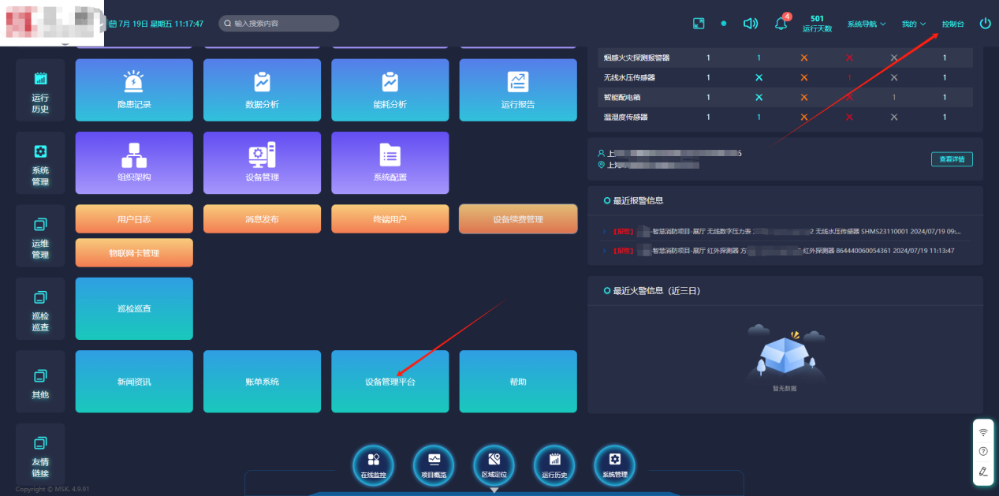 7月 19日 星期五 11:17:47
输入搜索内容
4
501
运行天数
系统导航
我的
控制台
运行
历史
隐患记录
数据分析
能耗分析
运行报告
系统
管理
组织架构
设备管理
系统配置
运维
管理
用户日志
消息发布
终端用户
设备续费管理
物联网卡管理
巡检
巡查
巡检巡查
其他
新闻资讯
账单系统
设备管理平台
帮助
友情
链接
烟感火灾探测报警器 1 1 1
无线水压传感器 1 1 1
智能配电箱 1 1 1
温湿度传感器 1 1 1
上 6
上海
查看详情
最近报警信息
【报警】 -智慧消防项目-展厅 无线数字压力表 2 无线水压传感器 SHMS23110001 2024/07/19 09:...
【报警】 -智慧消防项目-展厅 红外探测器 方 红外探测器 864440060054361 2024/07/19 11:13:47
最近火警信息（近三日）
暂无数据
在线监控
项目概览
区域定位
运行历史
系统管理
Copyright © MSK. 4.9.91